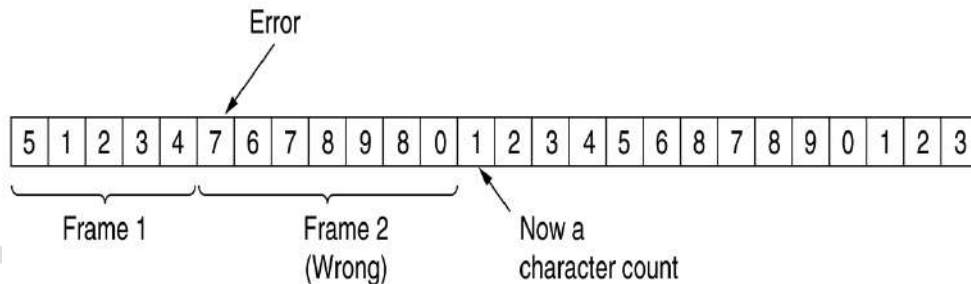 Error
5 1 2 3 4 7 6 7 8 9 8 0 1 2 3 4 5 6 8 7 8 9 0 1 2 3
Frame 1
Frame 2
(Wrong)
Now a
character count